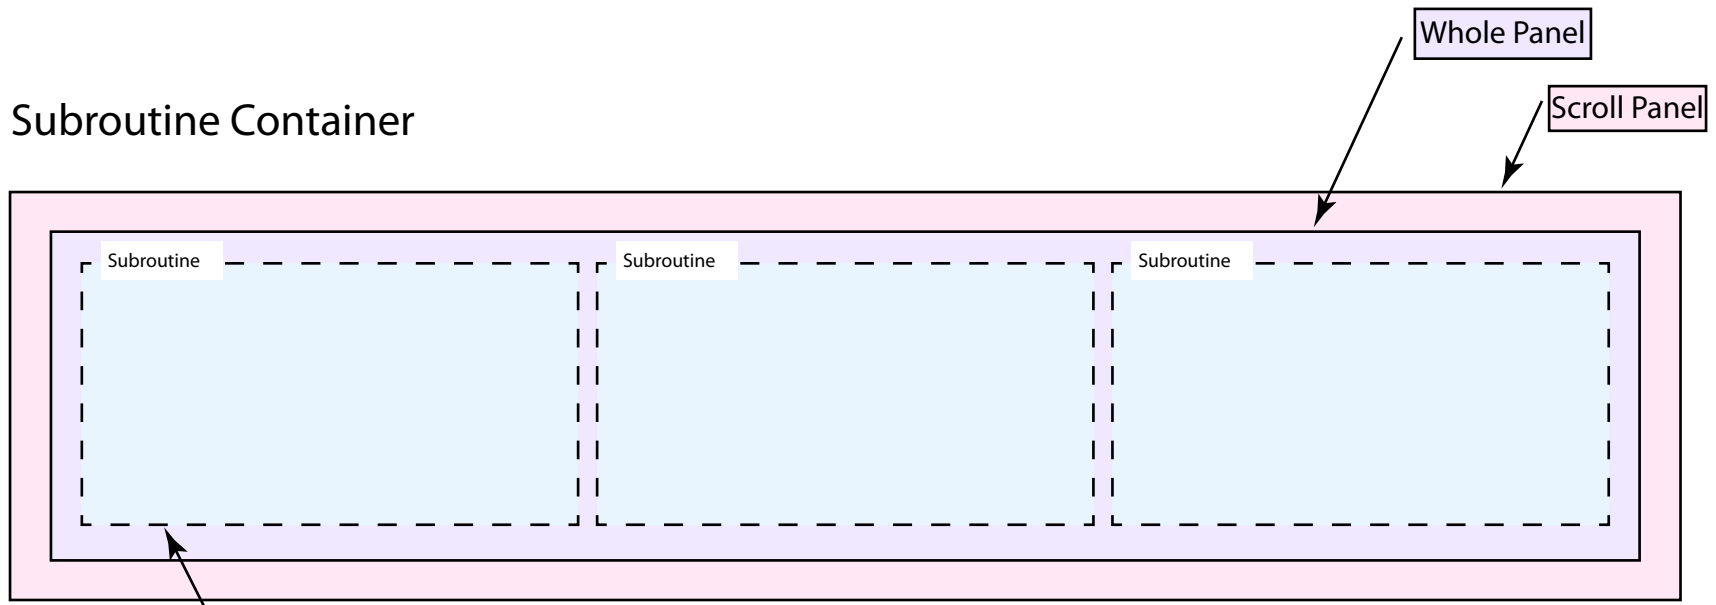 Whole Panel
Scroll Panel
Subroutine Container
Subroutine
Subroutine
Subroutine